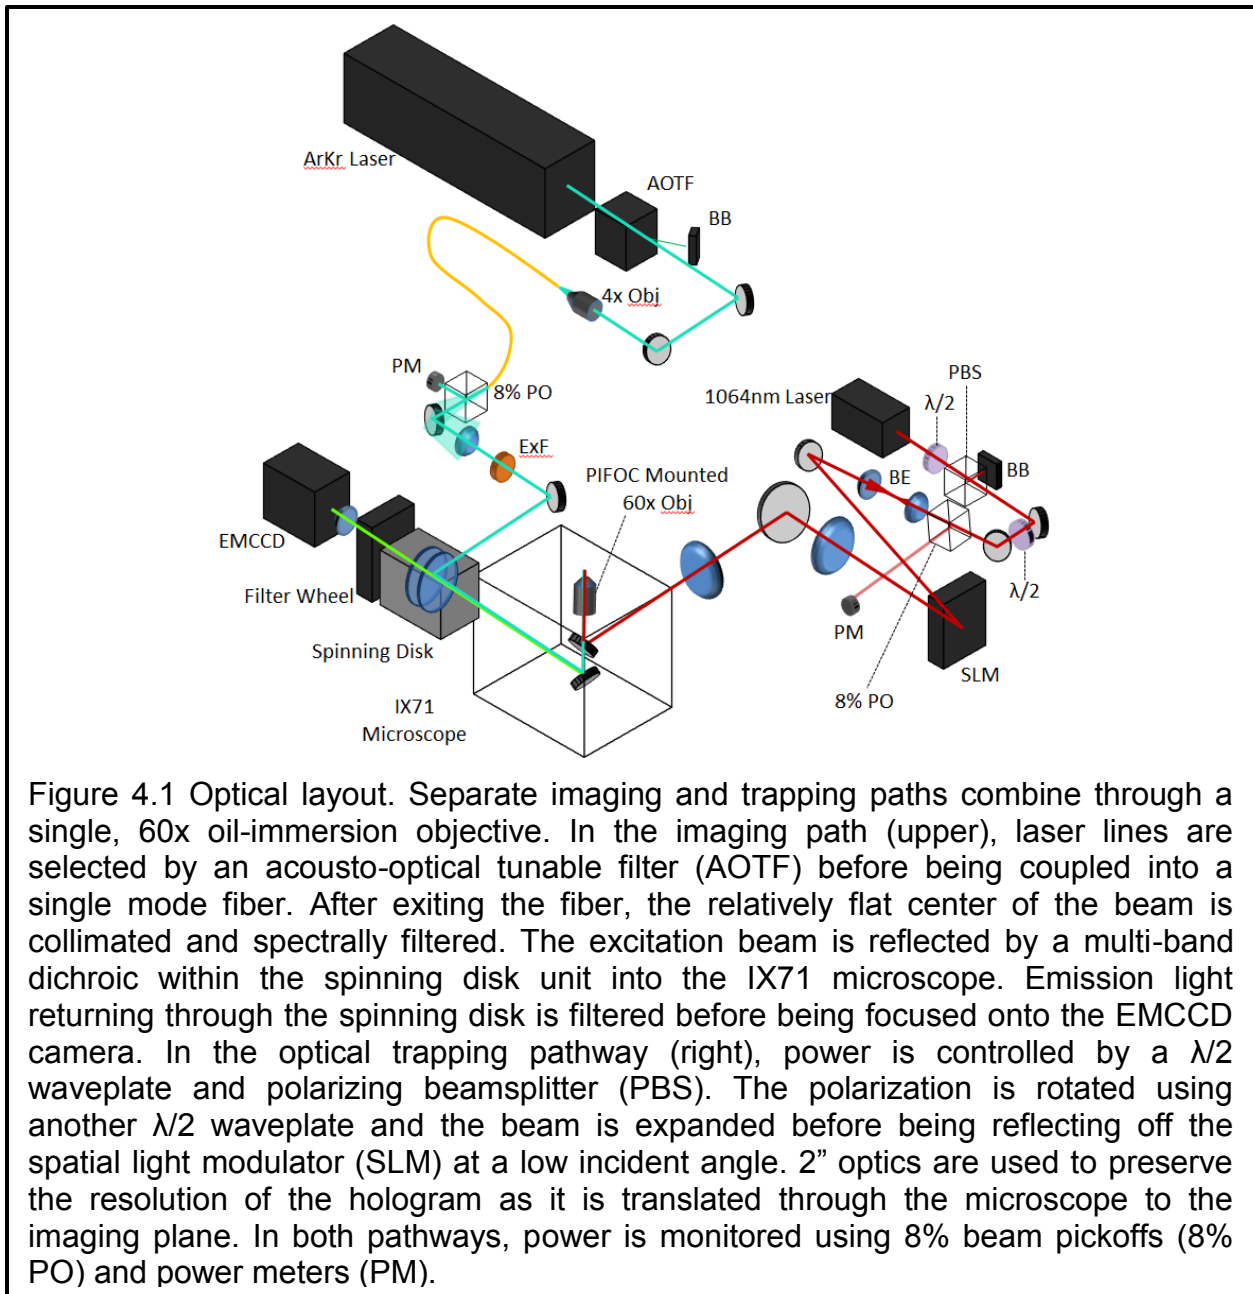 ArKr Laser
AOTF
BB
4x Obj
PM
8% PO
ExF
PBS
1064nm Laser
λ/2
BB
BE
PIFOC Mounted
60x Obj
EMCCD
Filter Wheel
Spinning Disk
IX71
Microscope
λ/2
PM
SLM
8% PO
Figure 4.1 Optical layout. Separate imaging and trapping paths combine through a
single, 60x oil-immersion objective. In the imaging path (upper), laser lines are
selected by an acousto-optical tunable filter (AOTF) before being coupled into a
single mode fiber. After exiting the fiber, the relatively flat center of the beam is
collimated and spectrally filtered. The excitation beam is reflected by a multi-band
dichroic within the spinning disk unit into the IX71 microscope. Emission light
returning through the spinning disk is filtered before being focused onto the EMCCD
camera. In the optical trapping pathway (right), power is controlled by a λ/2
waveplate and polarizing beamsplitter (PBS). The polarization is rotated using
another λ/2 waveplate and the beam is expanded before being reflecting off the
spatial light modulator (SLM) at a low incident angle. 2” optics are used to preserve
the resolution of the hologram as it is translated through the microscope to the
imaging plane. In both pathways, power is monitored using 8% beam pickoffs (8%
PO) and power meters (PM).